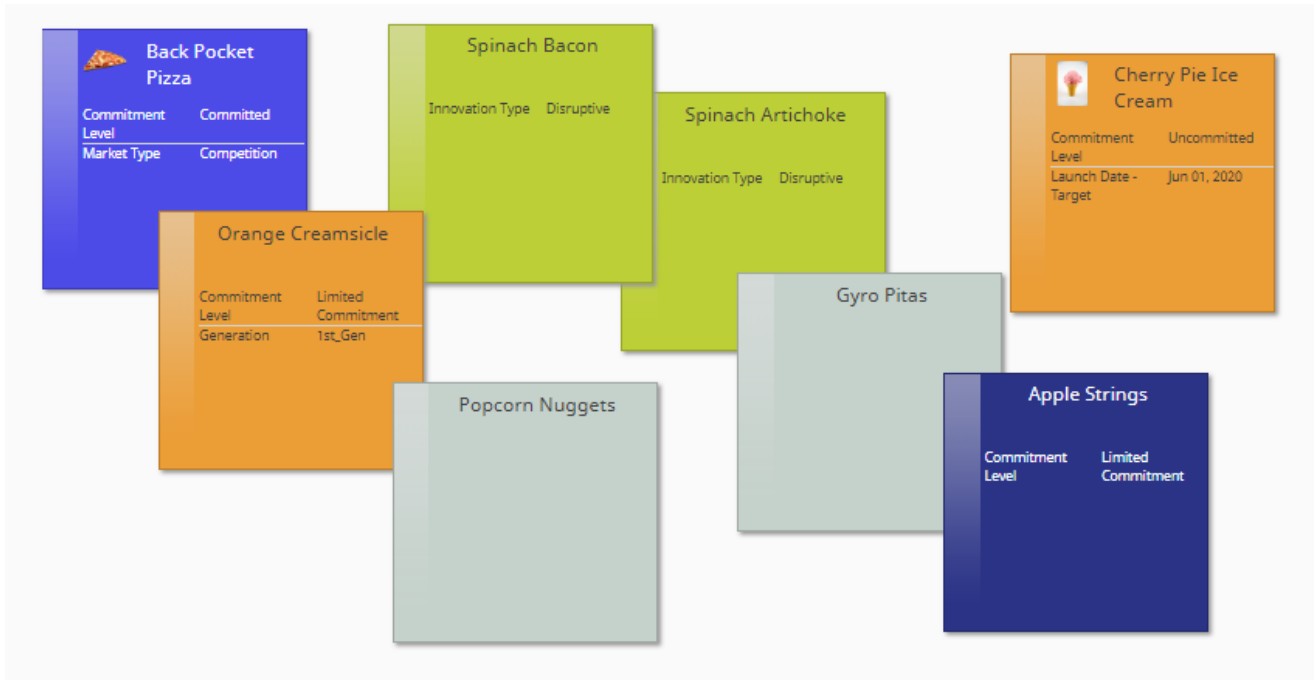 Back Pocket
Pizza
Commitment Level Committed
Market Type Competition
Spinach Bacon
Innovation Type Disruptive
Spinach Artichoke
Innovation Type Disruptive
Cherry Pie Ice
Cream
Commitment Level Uncommitted
Launch Date - Target Jun 01, 2020
Orange Creamsicle
Commitment Level Limited Commitment
Generation 1st_Gen
Gyro Pitas
Popcorn Nuggets
Apple Strings
Commitment Level Limited Commitment